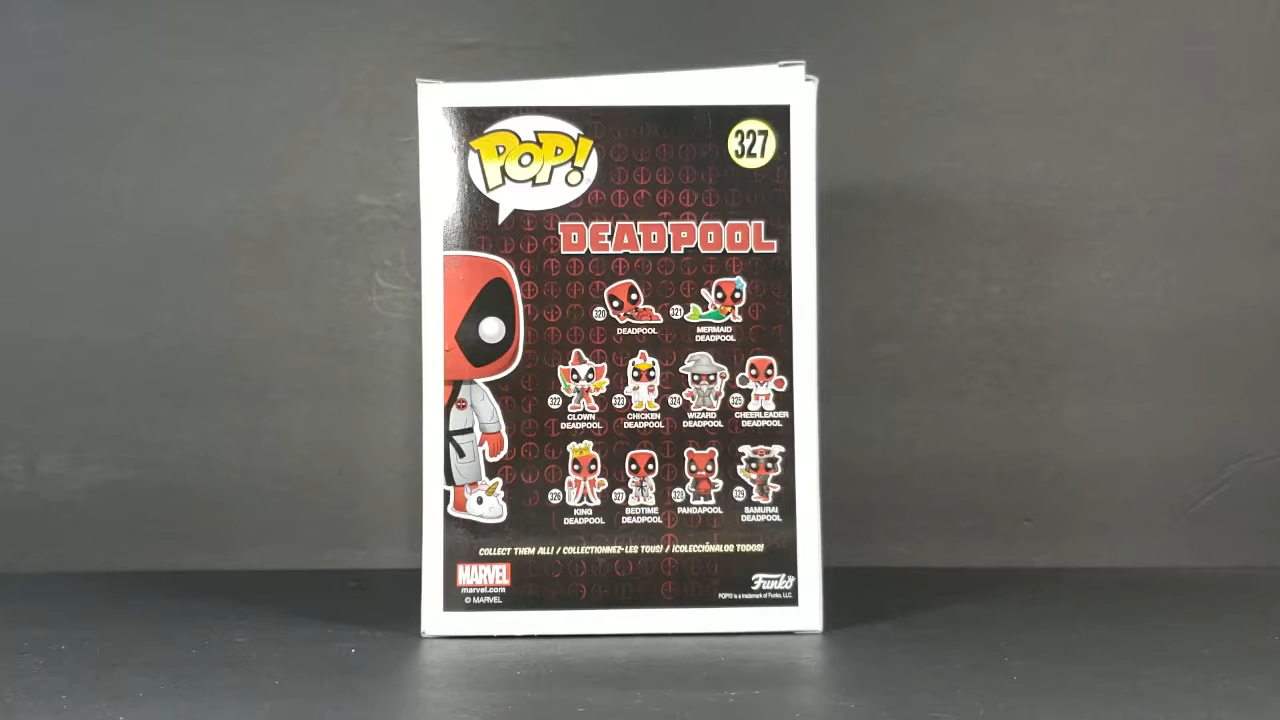 POP!
327
DEADPOOL
320
DEADPOOL
321
MERMAID
DEADPOOL
322
CLOWN
DEADPOOL
323
CHICKEN
DEADPOOL
324
WIZARD
DEADPOOL
325
CHEERLEADER
DEADPOOL
326
KING
DEADPOOL
327
BEDTIME
DEADPOOL
328
PANDAPOOL
329
SAMURAI
DEADPOOL
COLLECT THEM ALL! / COLLECTIONNEZ-LES TOUS! / ¡COLECCIÓNALOS TODOS!
MARVEL
marvel.com
© MARVEL
Funko
POP!® is a trademark of Funko, LLC.